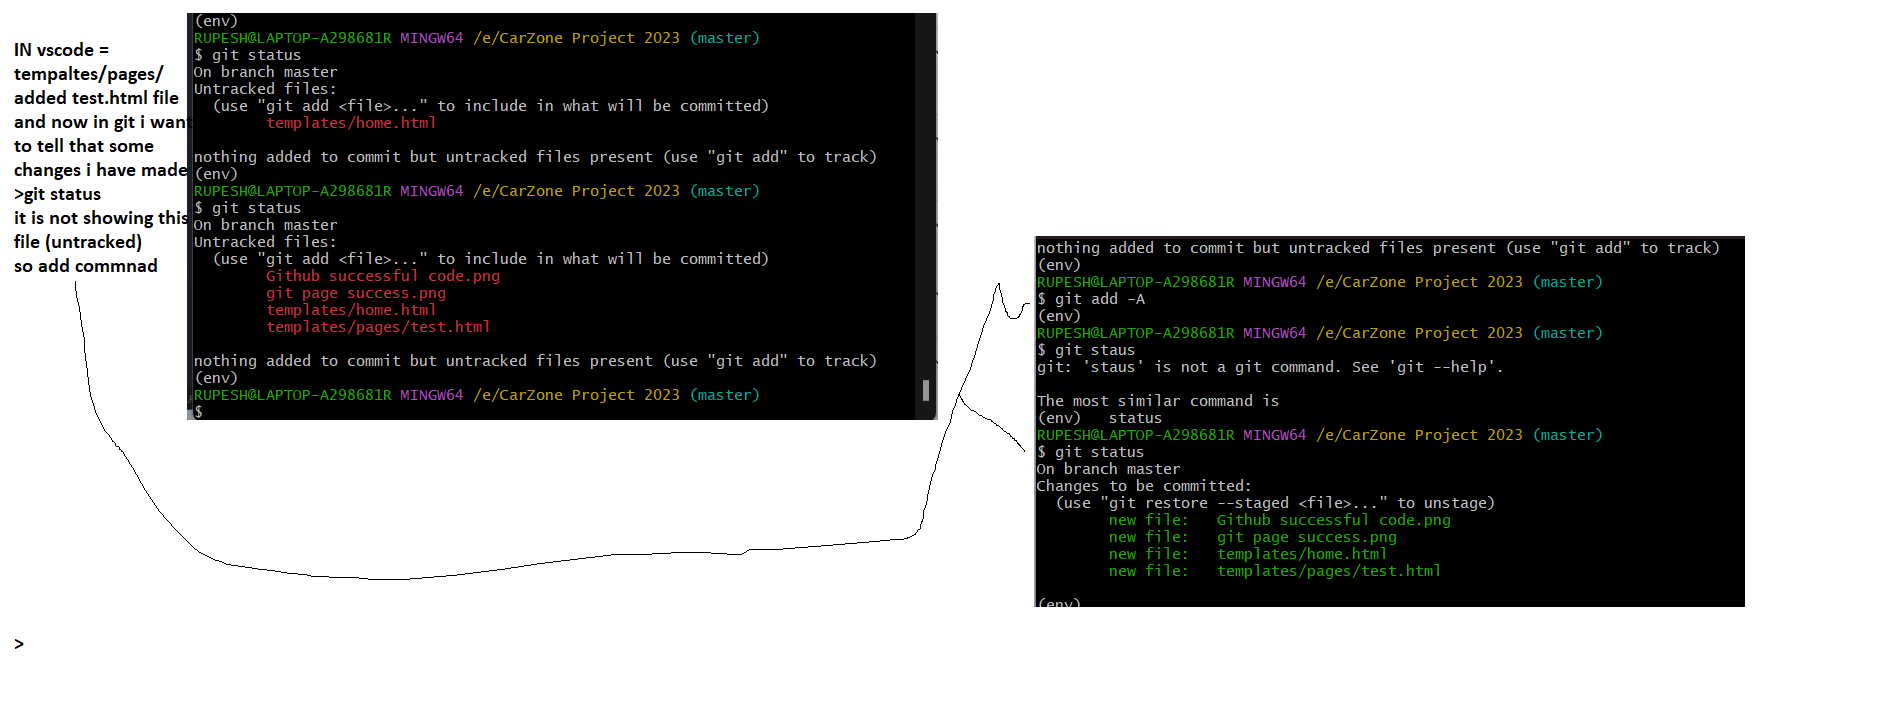 IN vscode =
tempaltes/pages/
added test.html file
and now in git i want
to tell that some
changes i have made
>git status
it is not showing this
file (untracked)
so add commnad
>
(env)
RUPESH@LAPTOP-A298681R MINGW64 /e/CarZone Project 2023 (master)
$ git status
On branch master
Untracked files:
(use "git add <file>..." to include in what will be committed)
templates/home.html
nothing added to commit but untracked files present (use "git add" to track)
(env)
RUPESH@LAPTOP-A298681R MINGW64 /e/CarZone Project 2023 (master)
$ git status
On branch master
Untracked files:
(use "git add <file>..." to include in what will be committed)
Github successful code.png
git page success.png
templates/home.html
templates/pages/test.html
nothing added to commit but untracked files present (use "git add" to track)
(env)
RUPESH@LAPTOP-A298681R MINGW64 /e/CarZone Project 2023 (master)
$
nothing added to commit but untracked files present (use "git add" to track)
(env)
RUPESH@LAPTOP-A298681R MINGW64 /e/CarZone Project 2023 (master)
$ git add -A
(env)
RUPESH@LAPTOP-A298681R MINGW64 /e/CarZone Project 2023 (master)
$ git staus
git: 'staus' is not a git command. See 'git --help'.
The most similar command is
(env)   status
RUPESH@LAPTOP-A298681R MINGW64 /e/CarZone Project 2023 (master)
$ git status
On branch master
Changes to be committed:
(use "git restore --staged <file>..." to unstage)
new file:   Github successful code.png
new file:   git page success.png
new file:   templates/home.html
new file:   templates/pages/test.html
(env)